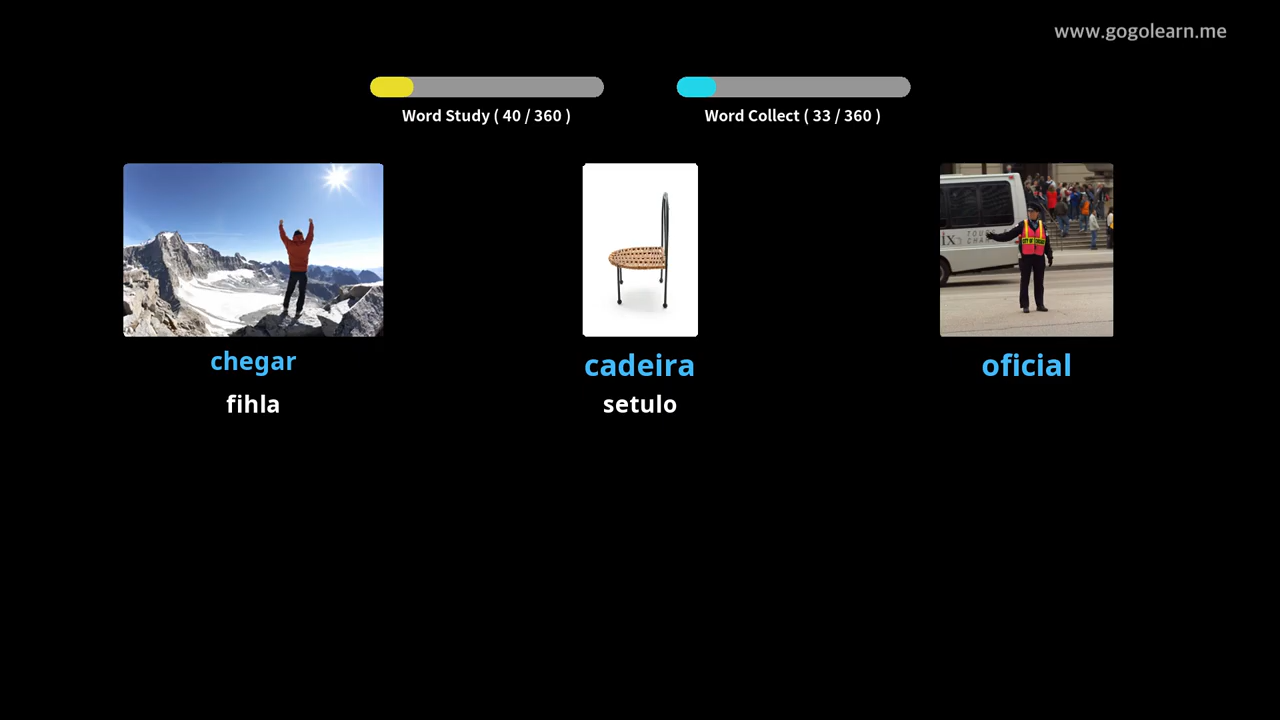 www.gogolearn.me
Word Study ( 40 / 360 )
Word Collect ( 33 / 360 )
chegar
cadeira
oficial
fihla
setulo